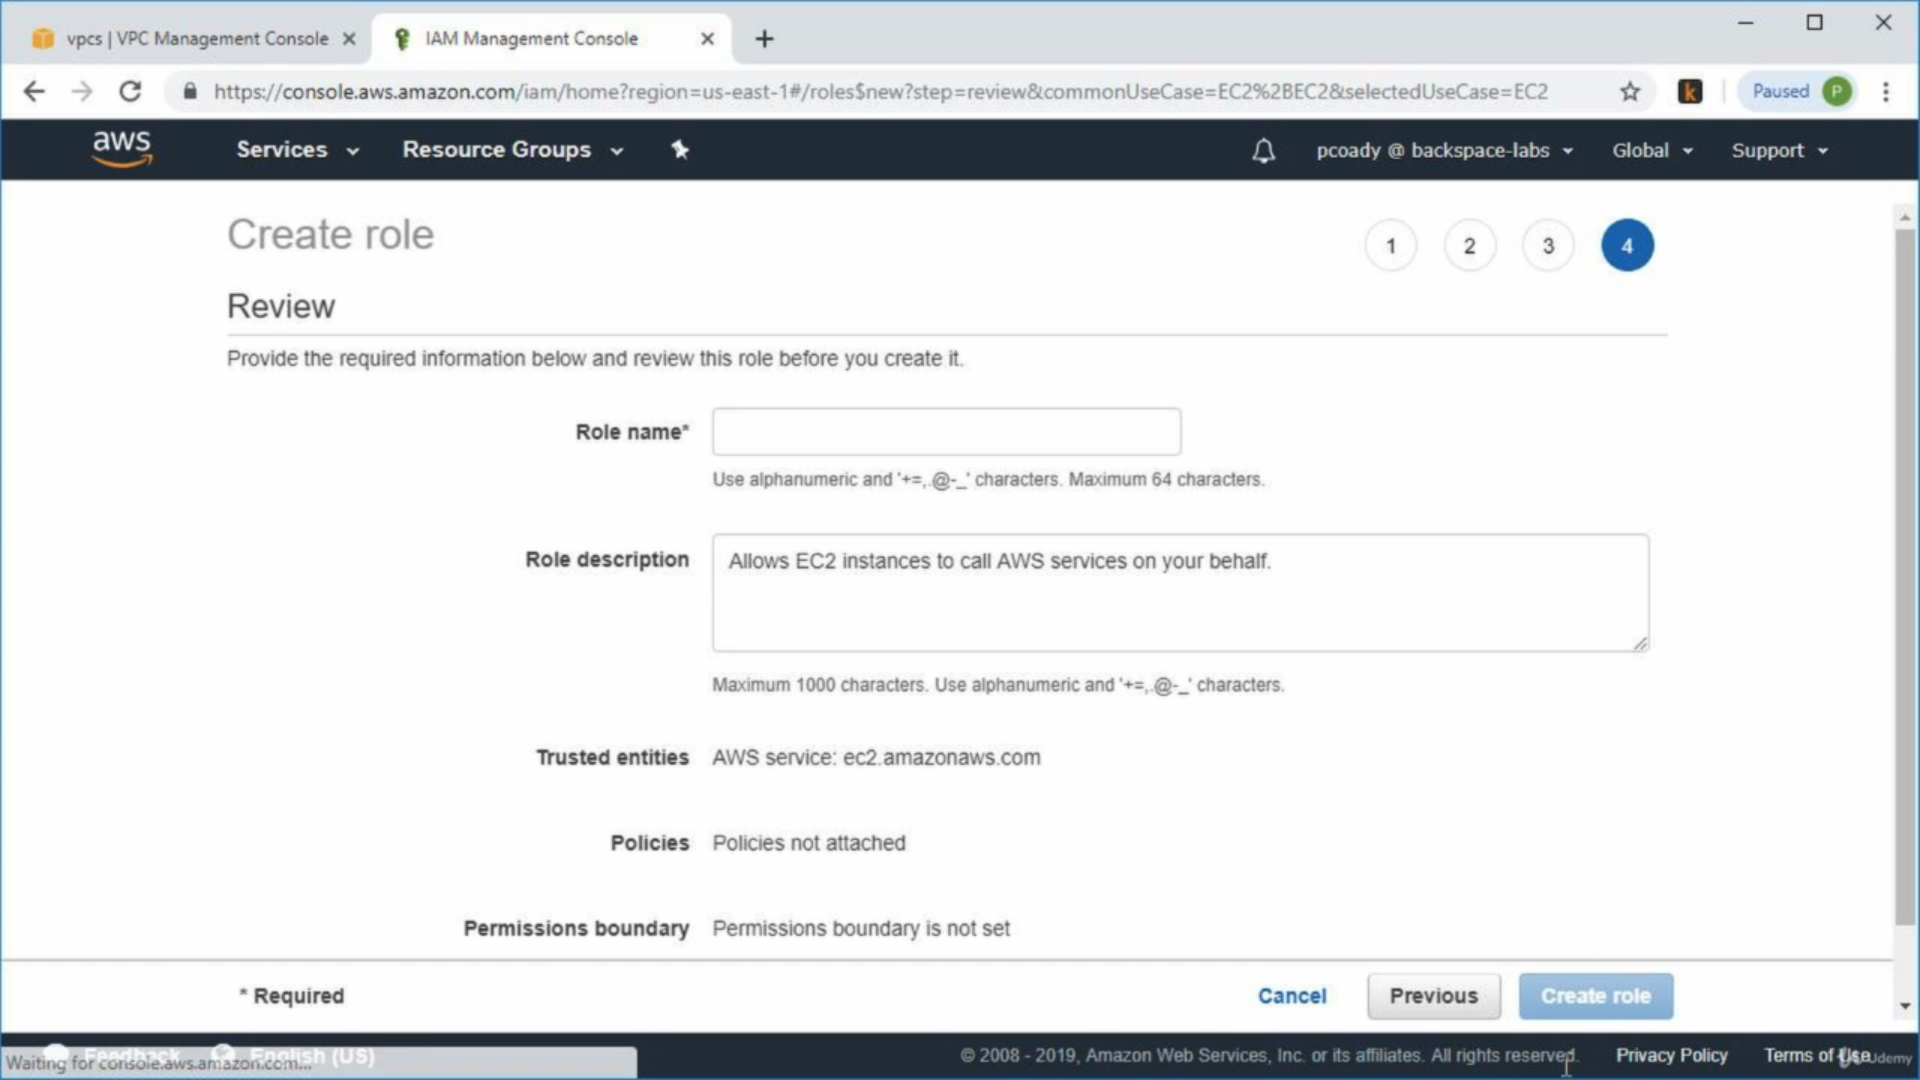 vpcs | VPC Management Console
IAM Management Console
https://console.aws.amazon.com/iam/home?region=us-east-1#/roles$new?step=review&commonUseCase=EC2%2BEC2&selectedUseCase=EC2
k
Paused P
aws
Services
Resource Groups
pcoady @ backspace-labs
Global
Support
Create role
1 2 3 4
Review
Provide the required information below and review this role before you create it.
Role name*
Use alphanumeric and '+=,.@-_' characters. Maximum 64 characters.
Role description
Allows EC2 instances to call AWS services on your behalf.
Maximum 1000 characters. Use alphanumeric and '+=,.@-_' characters.
Trusted entities AWS service: ec2.amazonaws.com
Policies Policies not attached
Permissions boundary Permissions boundary is not set
* Required
Cancel
Previous
Create role
Feedback English (US)
Waiting for console.aws.amazon.com...
© 2008 - 2019, Amazon Web Services, Inc. or its affiliates. All rights reserved.
Privacy Policy
Terms of Use
Udemy